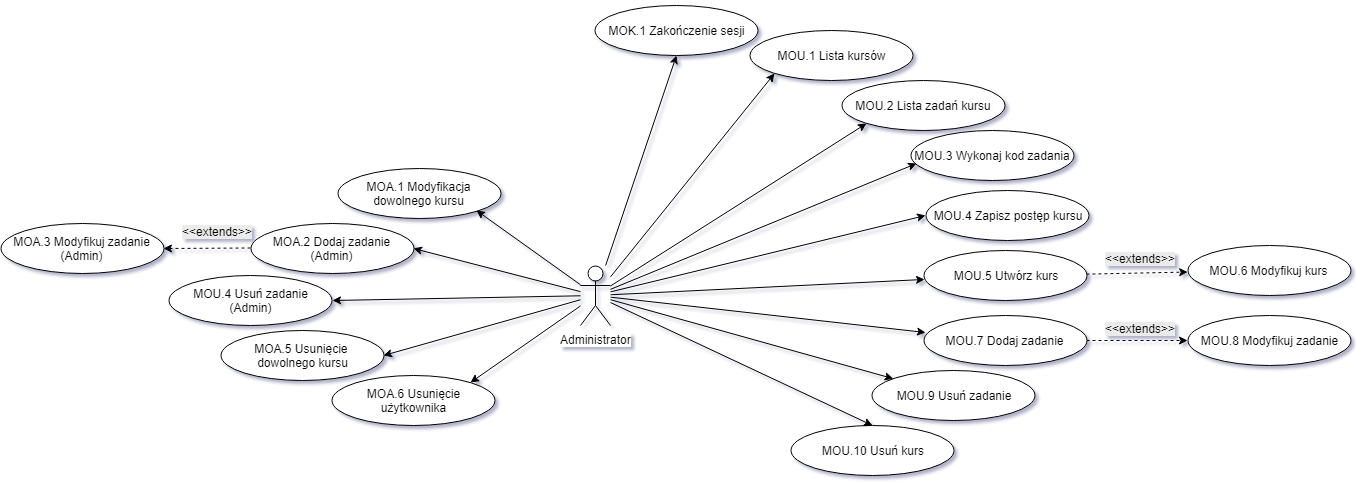 MOK.1 Zakończenie sesji
MOU.1 Lista kursów
MOU.2 Lista zadań kursu
MOU.3 Wykonaj kod zadania
MOA.1 Modyfikacja
dowolnego kursu
MOU.4 Zapisz postęp kursu
<<extends>>
MOA.3 Modyfikuj zadanie
(Admin)
MOA.2 Dodaj zadanie
(Admin)
<<extends>>
MOU.5 Utwórz kurs
MOU.6 Modyfikuj kurs
MOU.4 Usuń zadanie
(Admin)
Administrator
<<extends>>
MOU.7 Dodaj zadanie
MOU.8 Modyfikuj zadanie
MOA.5 Usunięcie
dowolnego kursu
MOA.6 Usunięcie
użytkownika
MOU.9 Usuń zadanie
MOU.10 Usuń kurs